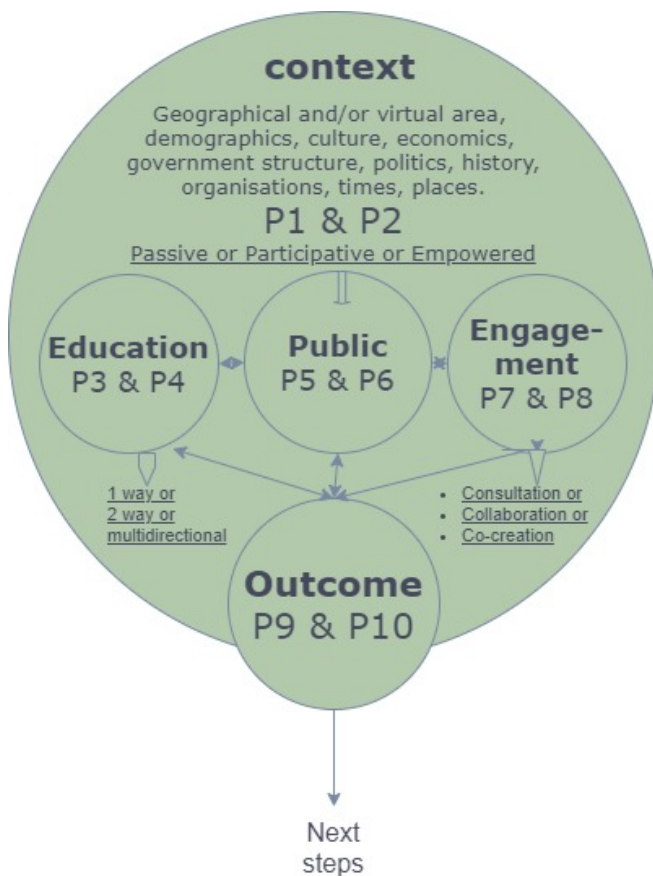 context
Geographical and/or virtual area,
demographics, culture, economics,
government structure, politics, history,
organisations, times, places.
P1 & P2
Passive or Participative or Empowered
Education
P3 & P4
Public
P5 & P6
Engage-
ment
P7 & P8
1 way or
2 way or
multidirectional
• Consultation or
• Collaboration or
• Co-creation
Outcome
P9 & P10
Next
steps